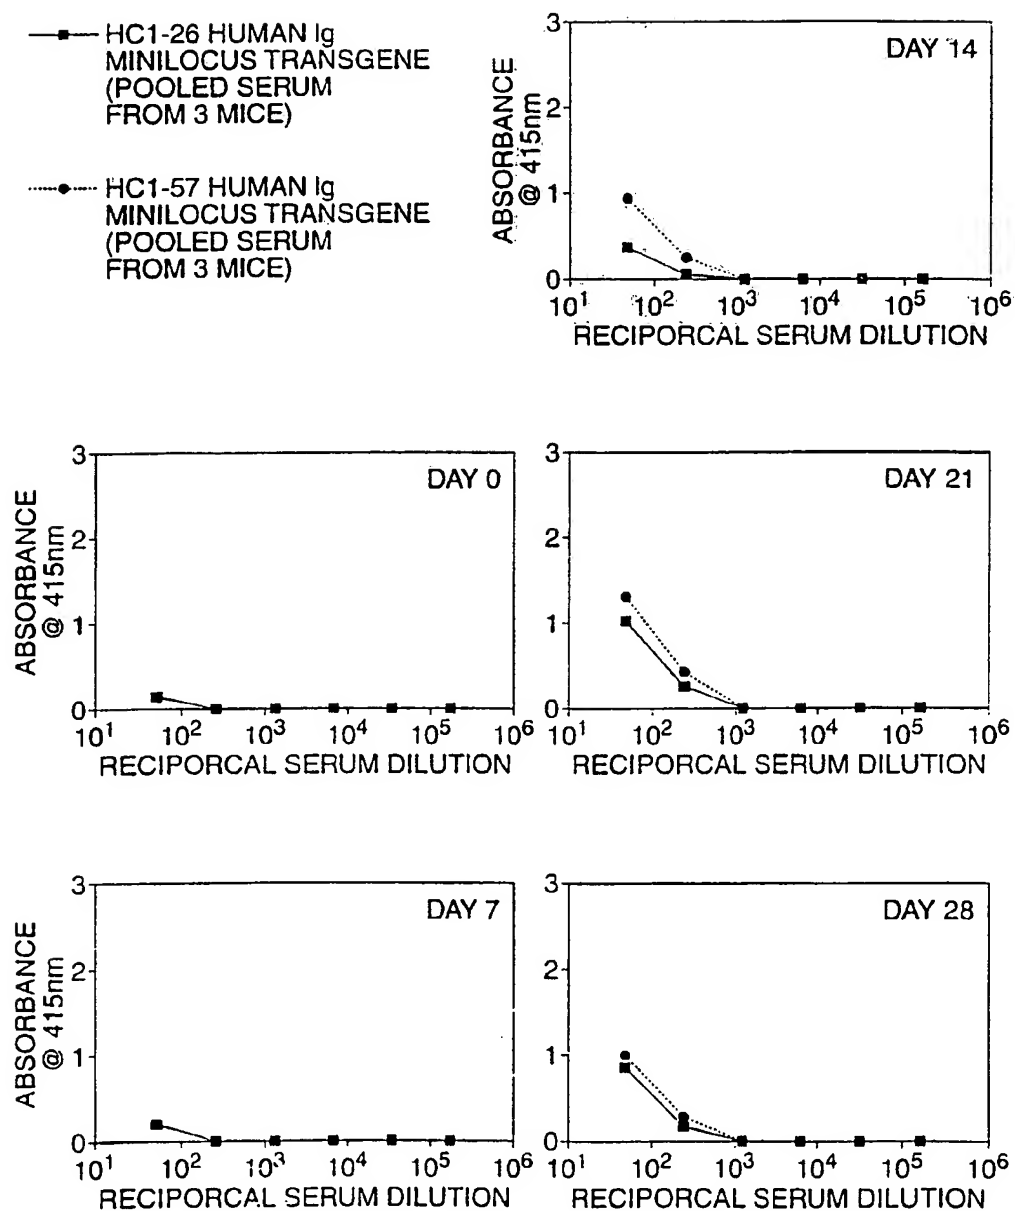 HC1-26 HUMAN Ig
MINILOCUS TRANSGENE
(POOLED SERUM
FROM 3 MICE)
HC1-57 HUMAN Ig
MINILOCUS TRANSGENE
(POOLED SERUM
FROM 3 MICE)
DAY 14
ABSORBANCE
@ 415nm
3
2
1
0
10¹ 10² 10³ 10⁴ 10⁵ 10⁶
RECIPORCAL SERUM DILUTION
DAY 0
ABSORBANCE
@ 415nm
3
2
1
0
10¹ 10² 10³ 10⁴ 10⁵ 10⁶
RECIPORCAL SERUM DILUTION
DAY 21
3
2
1
0
10¹ 10² 10³ 10⁴ 10⁵ 10⁶
RECIPORCAL SERUM DILUTION
DAY 7
ABSORBANCE
@ 415nm
3
2
1
0
10¹ 10² 10³ 10⁴ 10⁵ 10⁶
RECIPORCAL SERUM DILUTION
DAY 28
3
2
1
0
10¹ 10² 10³ 10⁴ 10⁵ 10⁶
RECIPORCAL SERUM DILUTION